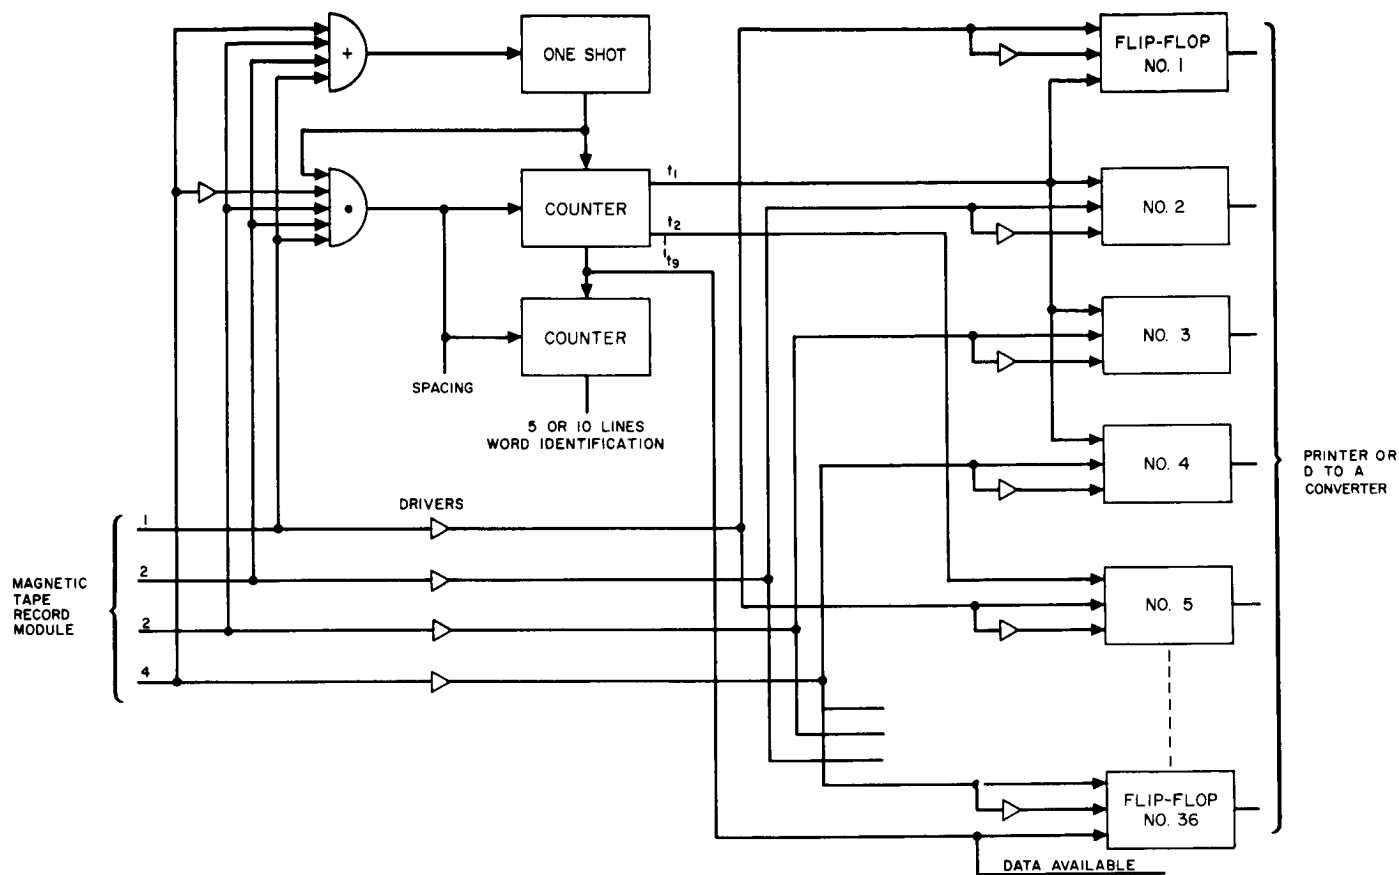 +
ONE SHOT
FLIP-FLOP
NO. 1
•
COUNTER
t1
t2
t9
NO. 2
COUNTER
NO. 3
SPACING
5 OR 10 LINES
WORD IDENTIFICATION
NO. 4
PRINTER OR
D TO A
CONVERTER
DRIVERS
MAGNETIC
TAPE
RECORD
MODULE
1
2
2
4
NO. 5
FLIP-FLOP
NO. 36
DATA AVAILABLE